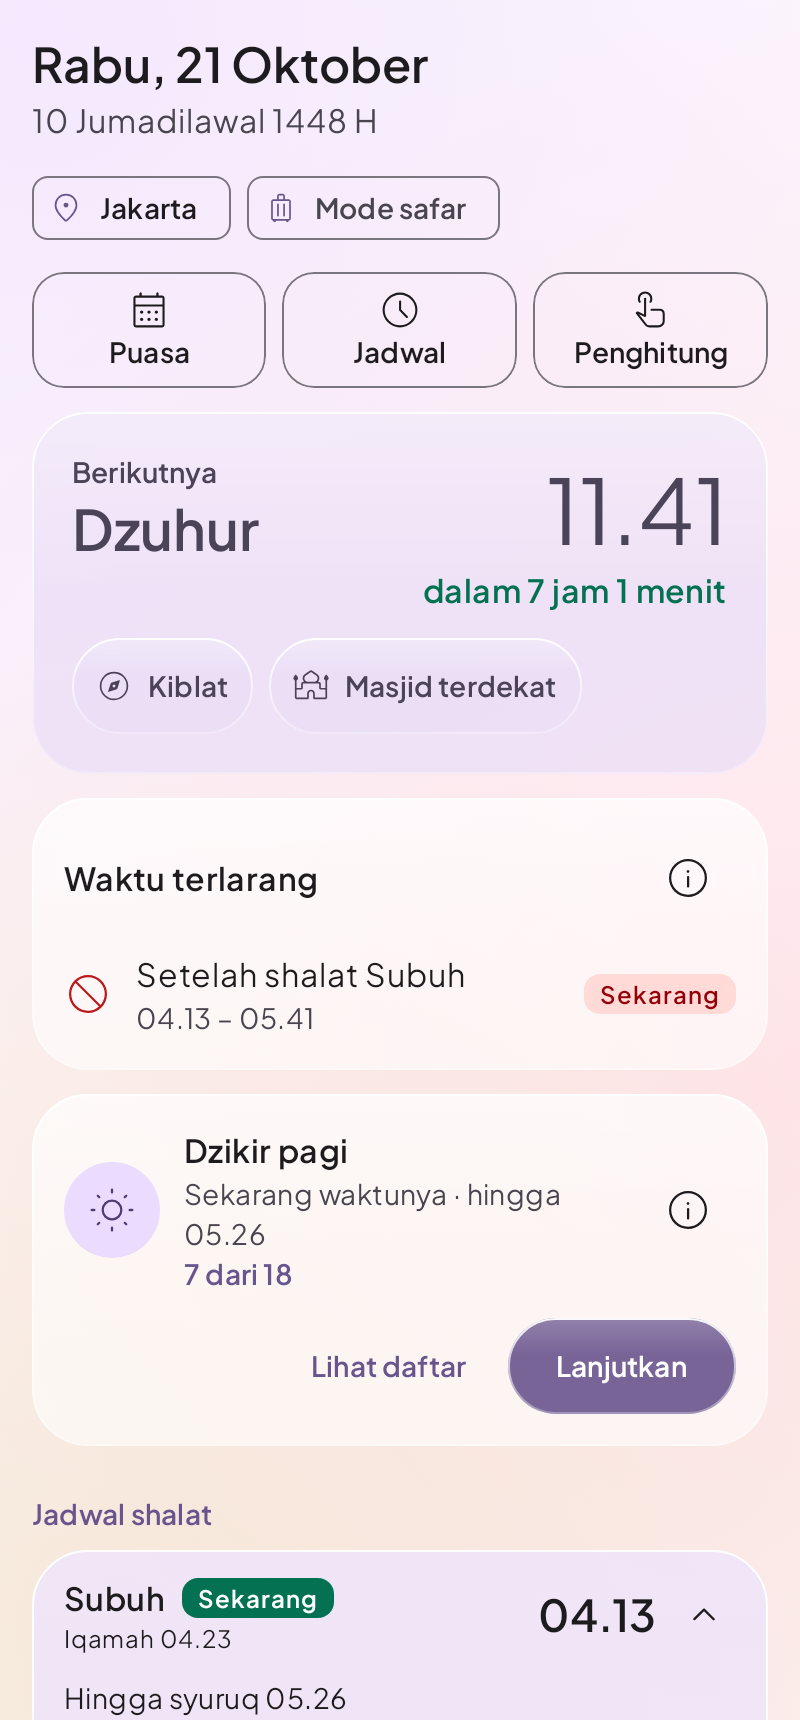 Rabu, 21 Oktober
10 Jumadilawal 1448 H
Jakarta
Mode safar
Puasa
Jadwal
Penghitung
Berikutnya
Dzuhur
11.41
dalam 7 jam 1 menit
Kiblat
Masjid terdekat
Waktu terlarang
Setelah shalat Subuh
04.13 – 05.41
Sekarang
Dzikir pagi
Sekarang waktunya · hingga
05.26
7 dari 18
Lihat daftar
Lanjutkan
Jadwal shalat
Subuh
Sekarang
04.13
Iqamah 04.23
Hingga syuruq 05.26